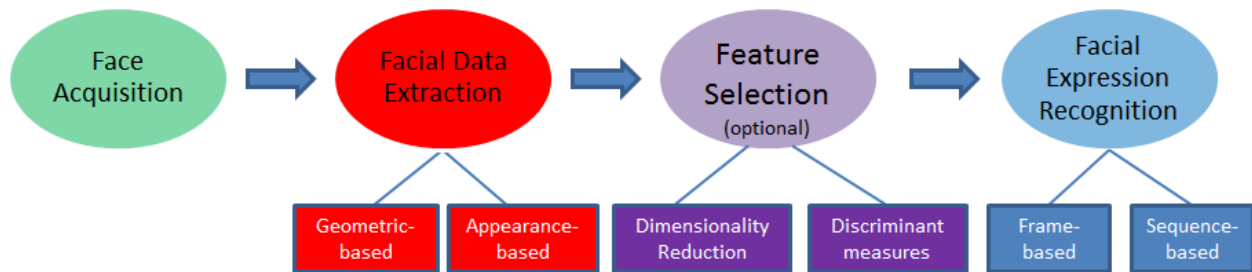 Face
Acquisition
Facial Data
Extraction
Feature
Selection
(optional)
Facial
Expression
Recognition
Geometric-
based
Appearance-
based
Dimensionality
Reduction
Discriminant
measures
Frame-
based
Sequence-
based